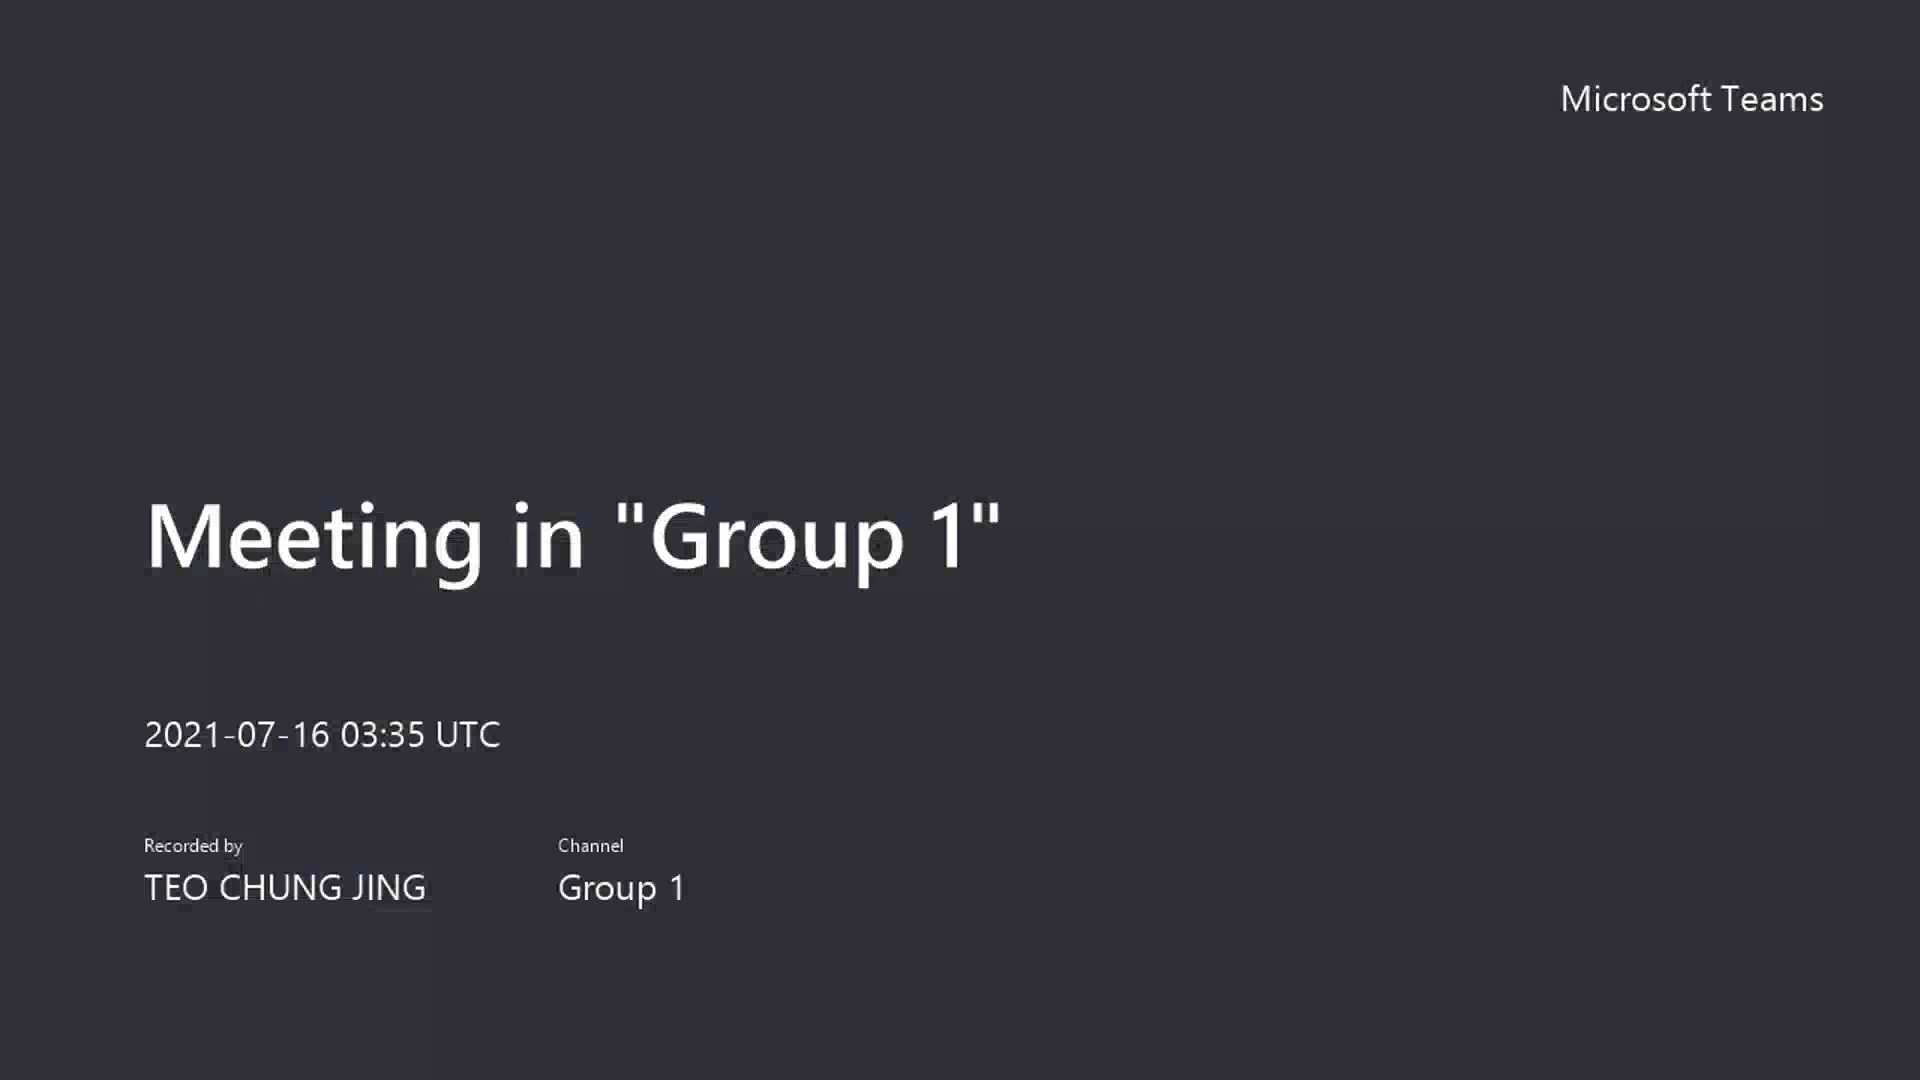 Microsoft Teams
Meeting in "Group 1"
2021-07-16 03:35 UTC
Recorded by
TEO CHUNG JING
Channel
Group 1